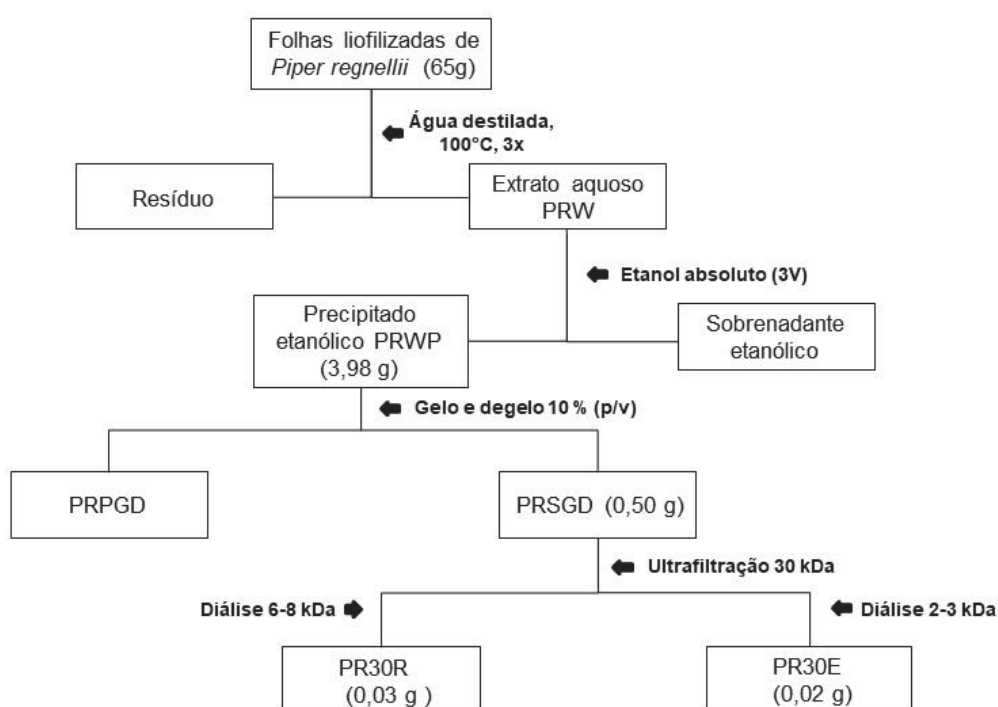 Folhas liofilizadas de
Piper regnellii (65g)
Água destilada,
100°C, 3x
Resíduo
Extrato aquoso
PRW
Etanol absoluto (3V)
Precipitado
etanólico PRWP
(3,98 g)
Sobrenadante
etanólico
Gelo e degelo 10 % (p/v)
PRPGD
PRSGD (0,50 g)
Ultrafiltração 30 kDa
Diálise 6-8 kDa
Diálise 2-3 kDa
PR30R
(0,03 g )
PR30E
(0,02 g)